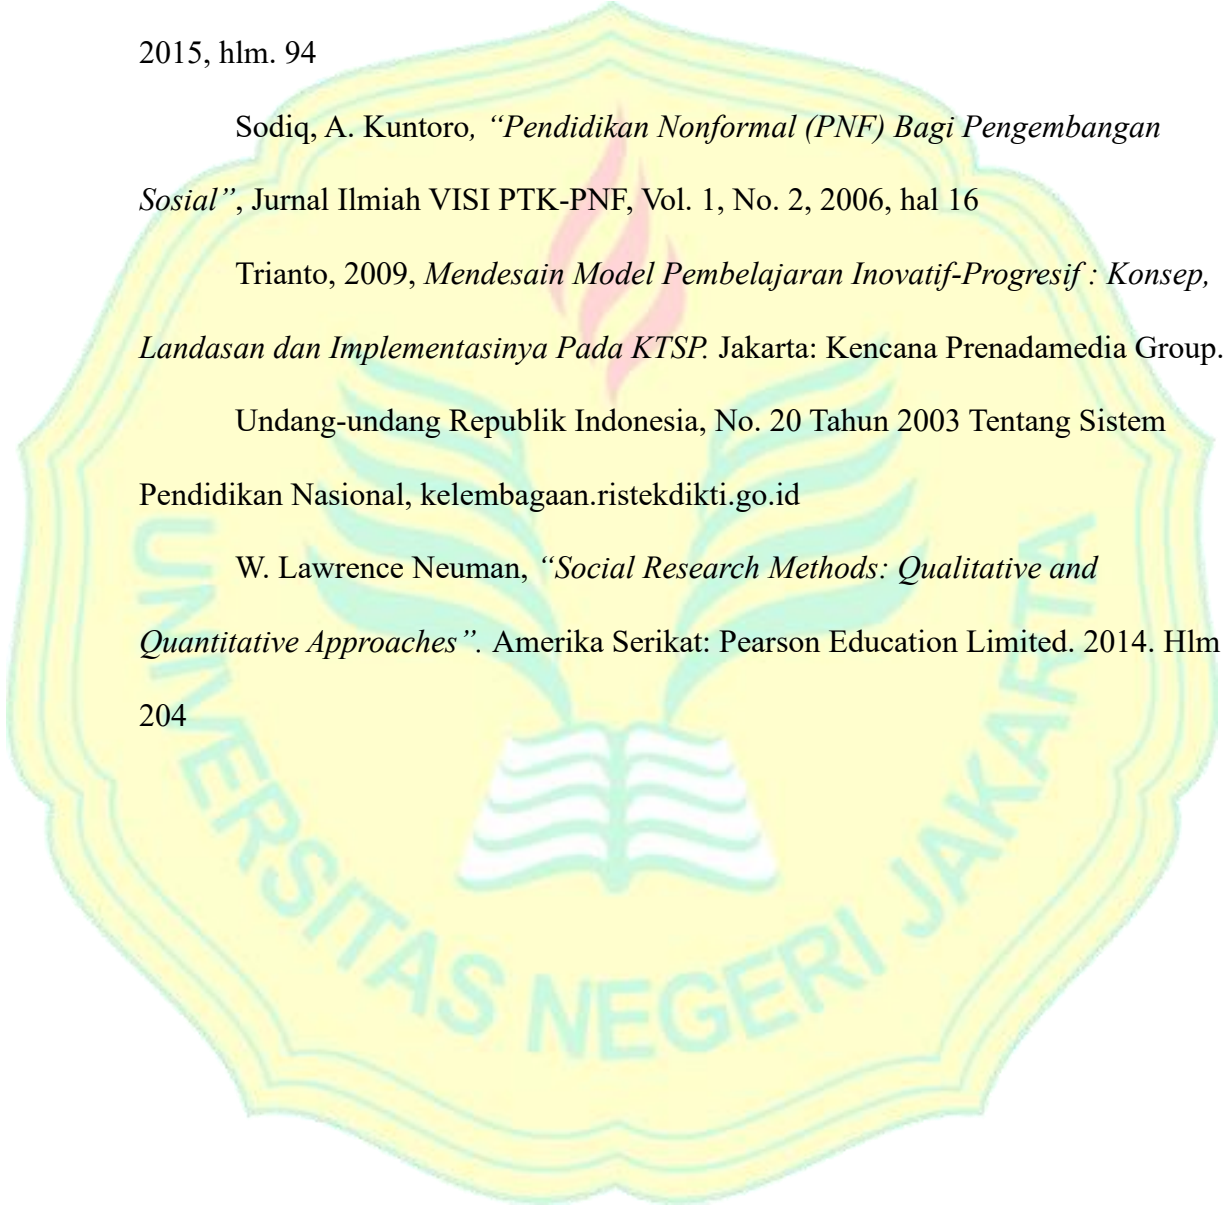 2015, hlm. 94
Sodiq, A. Kuntoro, “Pendidikan Nonformal (PNF) Bagi Pengembangan
Sosial”, Jurnal Ilmiah VISI PTK-PNF, Vol. 1, No. 2, 2006, hal 16
Trianto, 2009, Mendesain Model Pembelajaran Inovatif-Progresif : Konsep,
Landasan dan Implementasinya Pada KTSP. Jakarta: Kencana Prenadamedia Group.
Undang-undang Republik Indonesia, No. 20 Tahun 2003 Tentang Sistem
Pendidikan Nasional, kelembagaan.ristekdikti.go.id
W. Lawrence Neuman, “Social Research Methods: Qualitative and
Quantitative Approaches”. Amerika Serikat: Pearson Education Limited. 2014. Hlm
204
UNIVERSITAS NEGERI JAKARTA